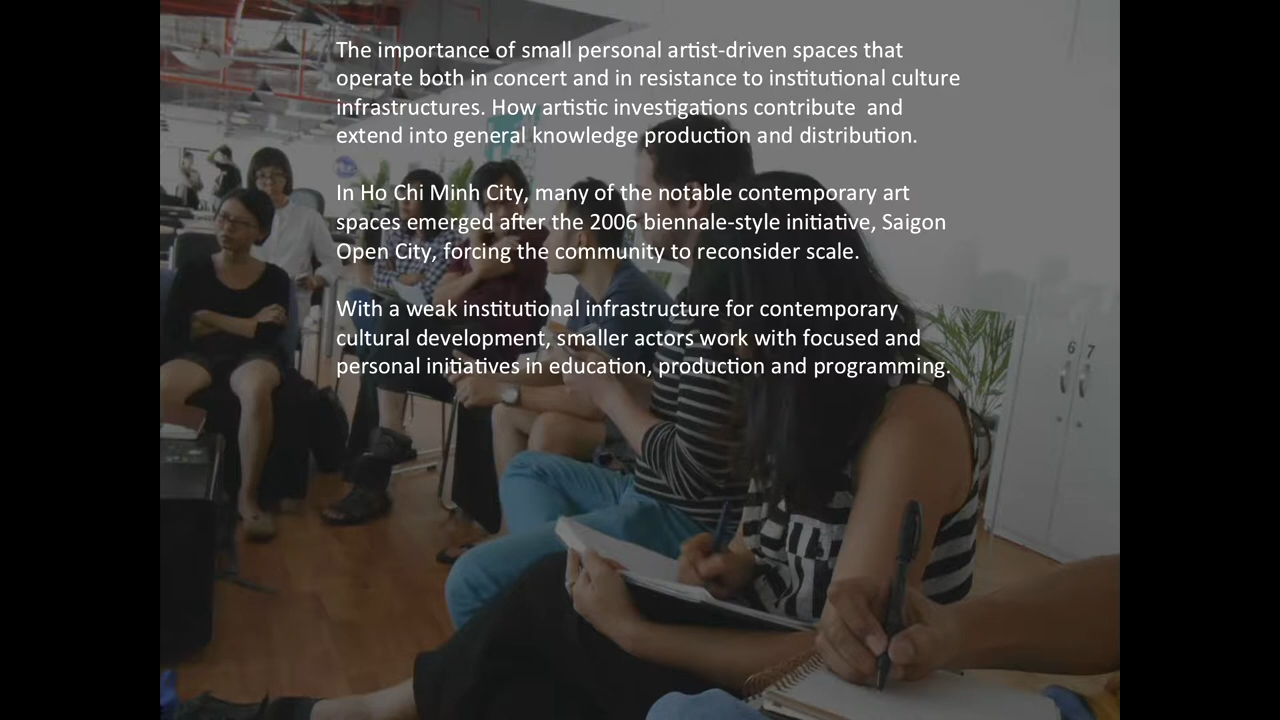 The importance of small personal artist-driven spaces that
operate both in concert and in resistance to institutional culture
infrastructures. How artistic investigations contribute  and
extend into general knowledge production and distribution.
In Ho Chi Minh City, many of the notable contemporary art
spaces emerged after the 2006 biennale-style initiative, Saigon
Open City, forcing the community to reconsider scale.
With a weak institutional infrastructure for contemporary
cultural development, smaller actors work with focused and
personal initiatives in education, production and programming.
6 7